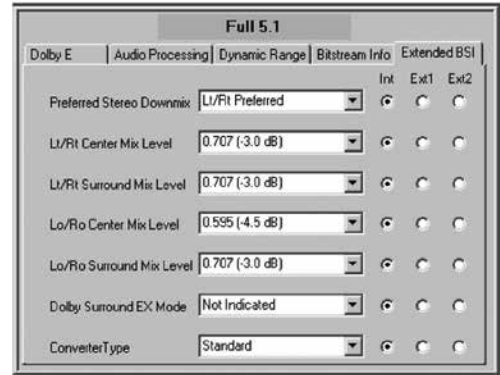 Full 5.1
Dolby E Audio Processing Dynamic Range Bitstream Info Extended BSI
Int Ext1 Ext2
Preferred Stereo Downmix Lt/Rt Preferred
Lt/Rt Center Mix Level 0.707 (-3.0 dB)
Lt/Rt Surround Mix Level 0.707 (-3.0 dB)
Lo/Ro Center Mix Level 0.595 (-4.5 dB)
Lo/Ro Surround Mix Level 0.707 (-3.0 dB)
Dolby Surround EX Mode Not Indicated
ConverterType Standard